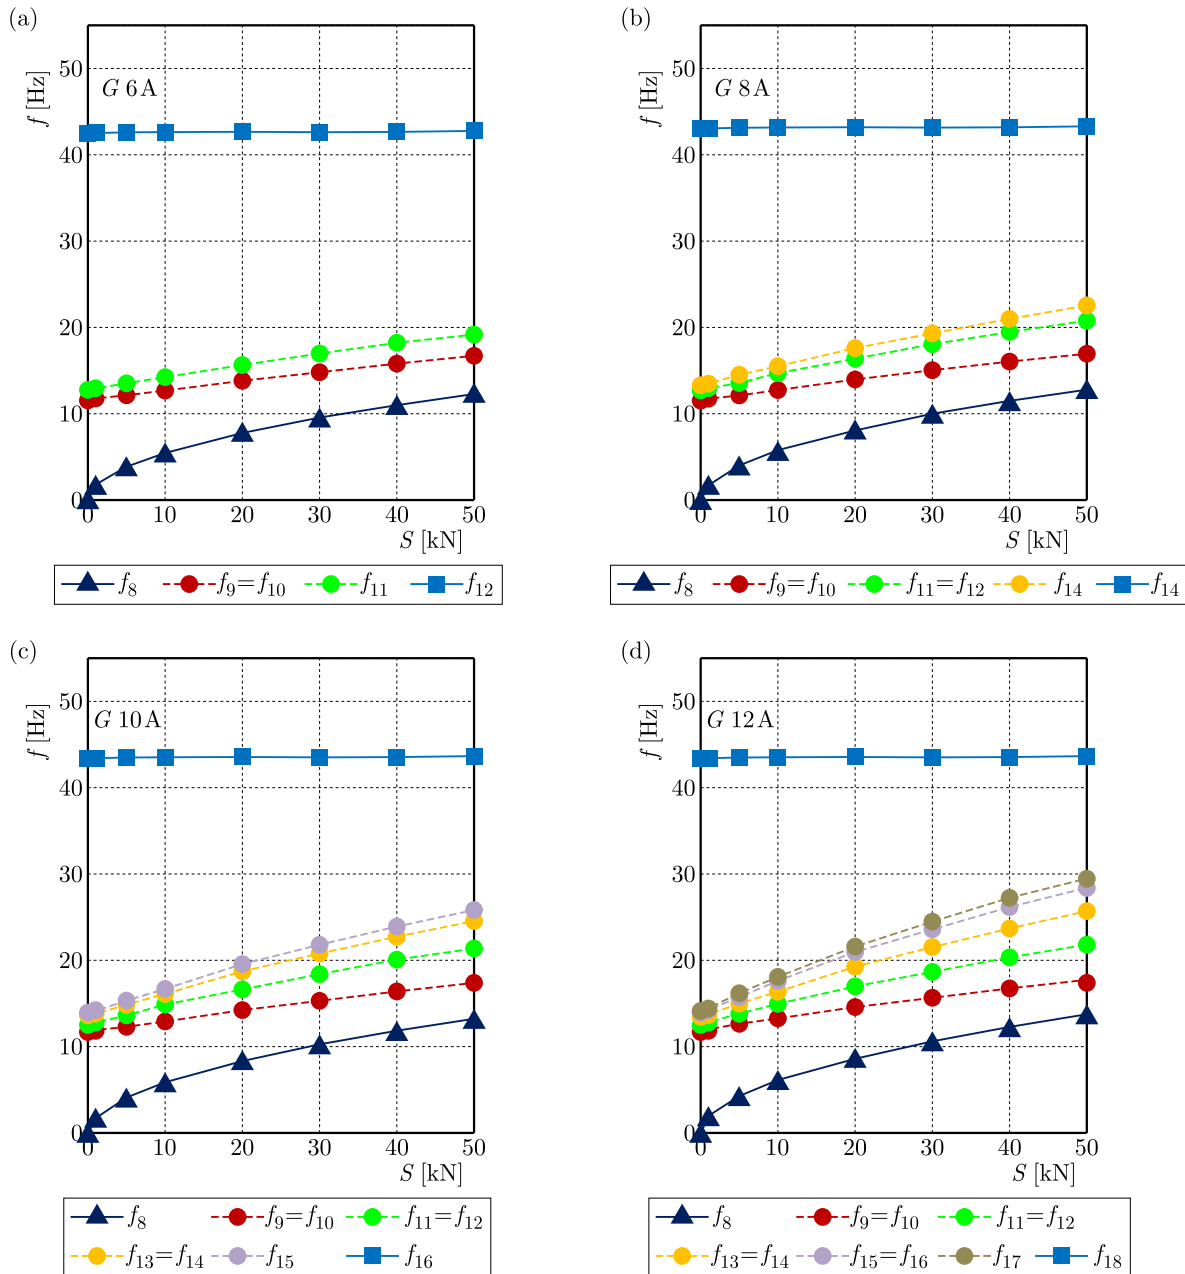 (a)
(b)
f [Hz]
50
40
30
20
10
0
G 6A
0 10 20 30 40 50
S [kN]
f8 f9=f10 f11 f12
f [Hz]
50
40
30
20
10
0
G 8A
0 10 20 30 40 50
S [kN]
f8 f9=f10 f11=f12 f14 f14
(c)
(d)
f [Hz]
50
40
30
20
10
0
G 10A
0 10 20 30 40 50
S [kN]
f8 f9=f10 f11=f12
f13=f14 f15 f16
f [Hz]
50
40
30
20
10
0
G 12A
0 10 20 30 40 50
S [kN]
f8 f9=f10 f11=f12
f13=f14 f15=f16 f17 f18